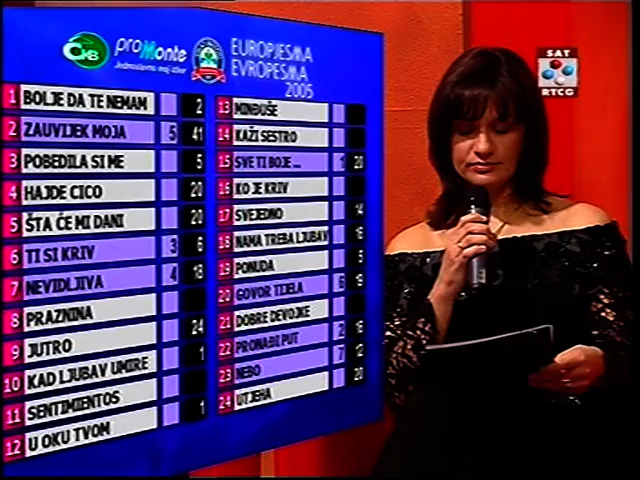 CKB
proMonte
Jednostavno moj izbor
EUROPJESMA
EVROPESMA
2005
1 BOLJE DA TE NEMAM 2
2 ZAUVIJEK MOJA 5 41
3 POBEDILA SI ME 5
4 HAJDE CICO 20
5 ŠTA ĆE MI DANI 20
6 TI SI KRIV 3 6
7 NEVIDLJIVA 4 18
8 PRAZNINA
9 JUTRO 24
10 KAD LJUBAV UMIRE 1
11 SENTIMIENTOS
12 U OKU TVOM 1
13 MINĐUŠE
14 KAŽI SESTRO
15 SVE TI BOJE ... 1 20
16 KO JE KRIV
17 SVEJEDNO 14
18 NAMA TREBA LJUBAV 16
19 PONUDA 5
20 GOVOR TIJELA 6 19
21 DOBRE DEVOJKE
22 PRONAĐI PUT 2 16
23 NEBO 7 12
24 UTJEHA 20
SAT
RTCG